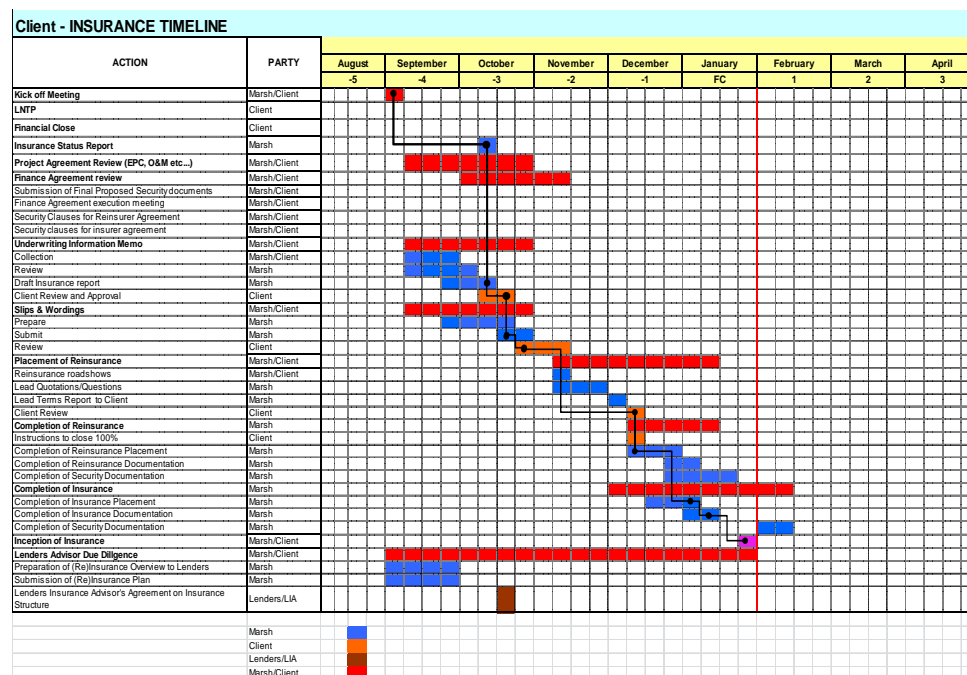 Client - INSURANCE TIMELINE
ACTION PARTY August September October November December January February March April
-5 -4 -3 -2 -1 FC 1 2 3
Kick off Meeting Marsh/Client
LNTP Client
Financial Close Client
Insurance Status Report Marsh
Project Agreement Review (EPC, O&M etc...) Marsh/Client
Finance Agreement review Marsh/Client
Submission of Final Proposed Security documents Marsh/Client
Finance Agreement execution meeting Marsh/Client
Security Clauses for Reinsurer Agreement Marsh/Client
Security clauses for insurer agreement Marsh/Client
Underwriting Information Memo Marsh/Client
Collection Marsh/Client
Review Marsh
Draft Insurance report Marsh
Client Review and Approval Client
Slips & Wordings Marsh/Client
Prepare Marsh
Submit Marsh
Review Client
Placement of Reinsurance Marsh/Client
Reinsurance roadshows Marsh/Client
Lead Quotations/Questions Marsh
Lead Terms Report to Client Marsh
Client Review Client
Completion of Reinsurance Marsh
Instructions to close 100% Client
Completion of Reinsurance Placement Marsh
Completion of Reinsurance Documentation Marsh
Completion of Security Documentation Marsh
Completion of Insurance Marsh
Completion of Insurance Placement Marsh
Completion of Insurance Documentation Marsh
Completion of Security Documentation Marsh
Inception of Insurance Marsh/Client
Lenders Advisor Due Diligence Marsh/Client
Preparation of (Re)Insurance Overview to Lenders Marsh
Submission of (Re)Insurance Plan Marsh
Lenders Insurance Advisor's Agreement on Insurance
Structure Lenders/LIA
Marsh
Client
Lenders/LIA
Marsh/Client